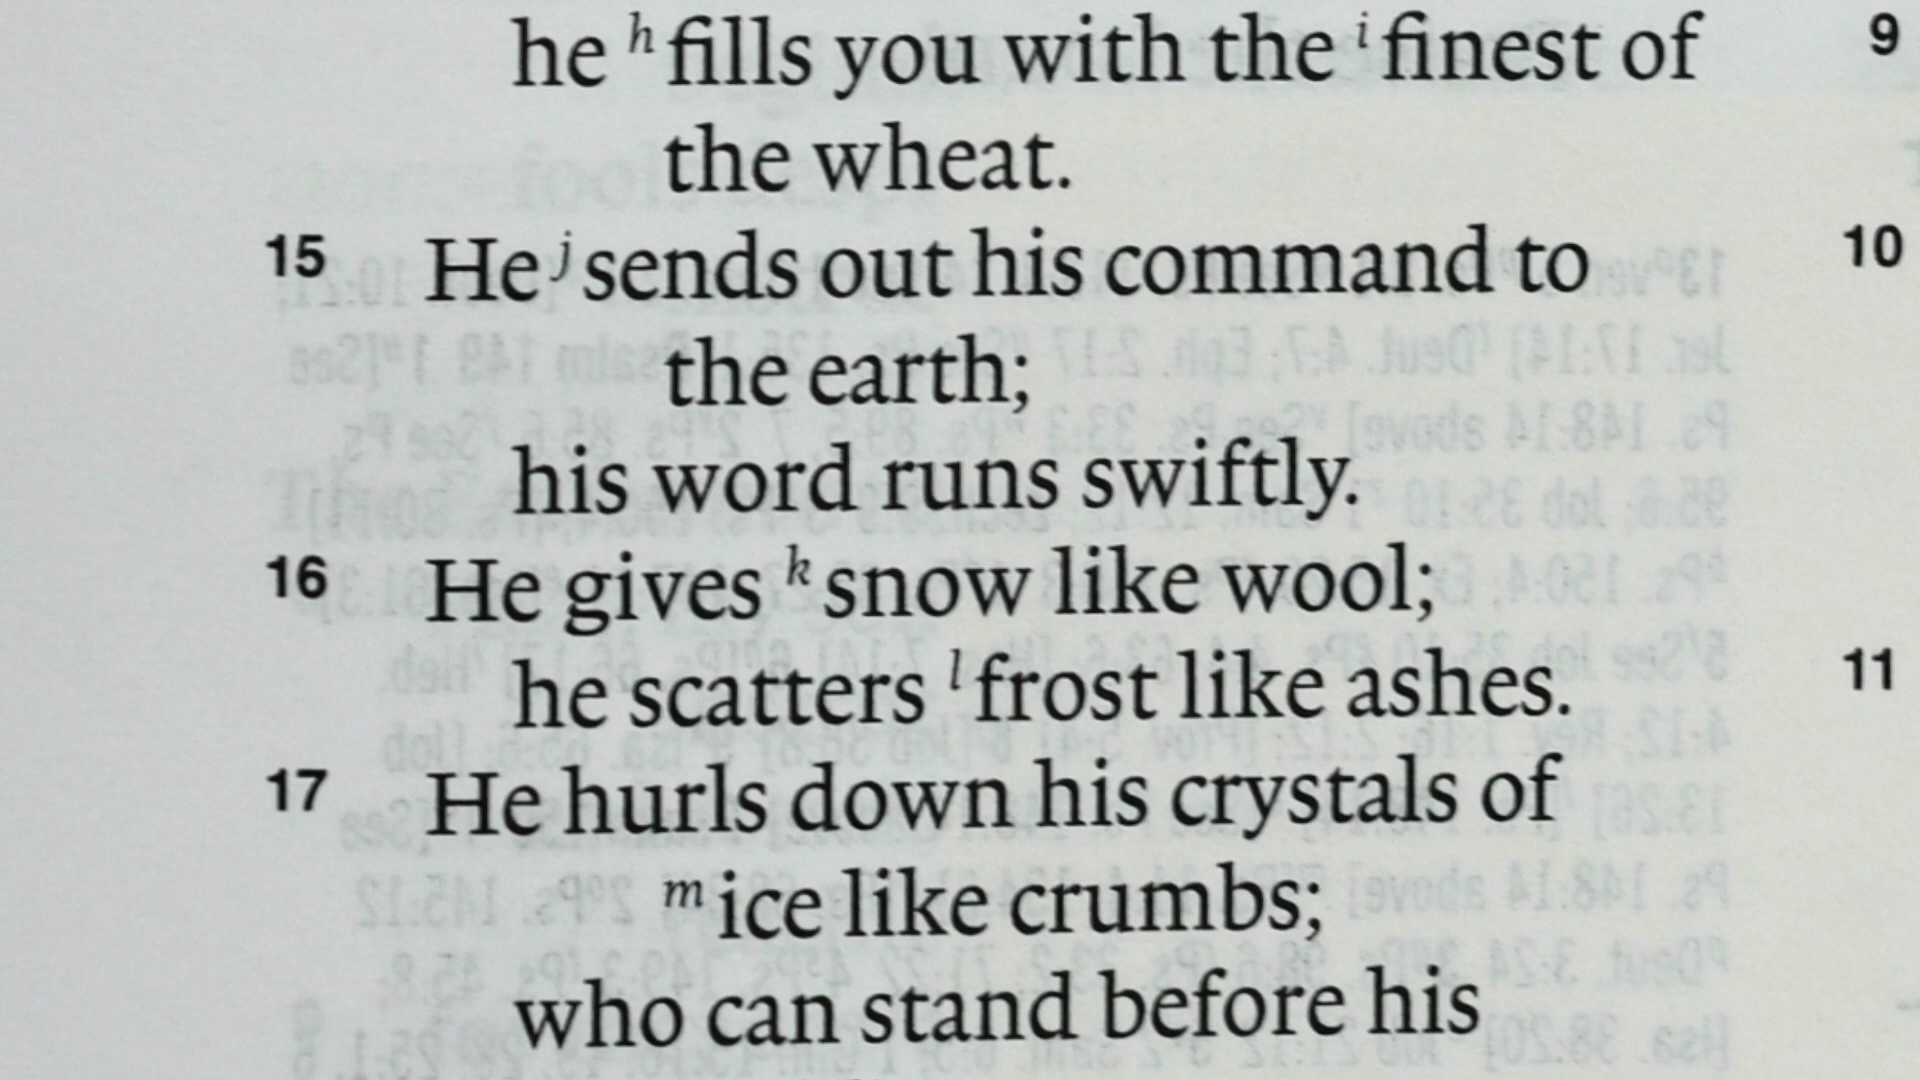 he h fills you with the i finest of
the wheat.
15 He j sends out his command to
the earth;
his word runs swiftly.
16 He gives k snow like wool;
he scatters l frost like ashes.
17 He hurls down his crystals of
m ice like crumbs;
who can stand before his
9
10
11